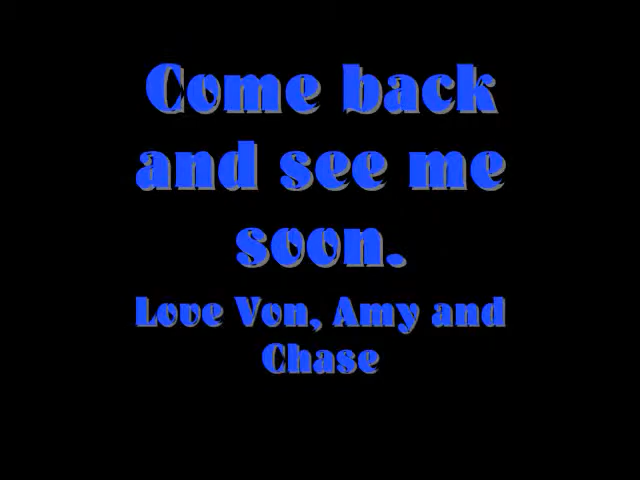 Come back
and see me
soon.
Love Von, Amy and
Chase